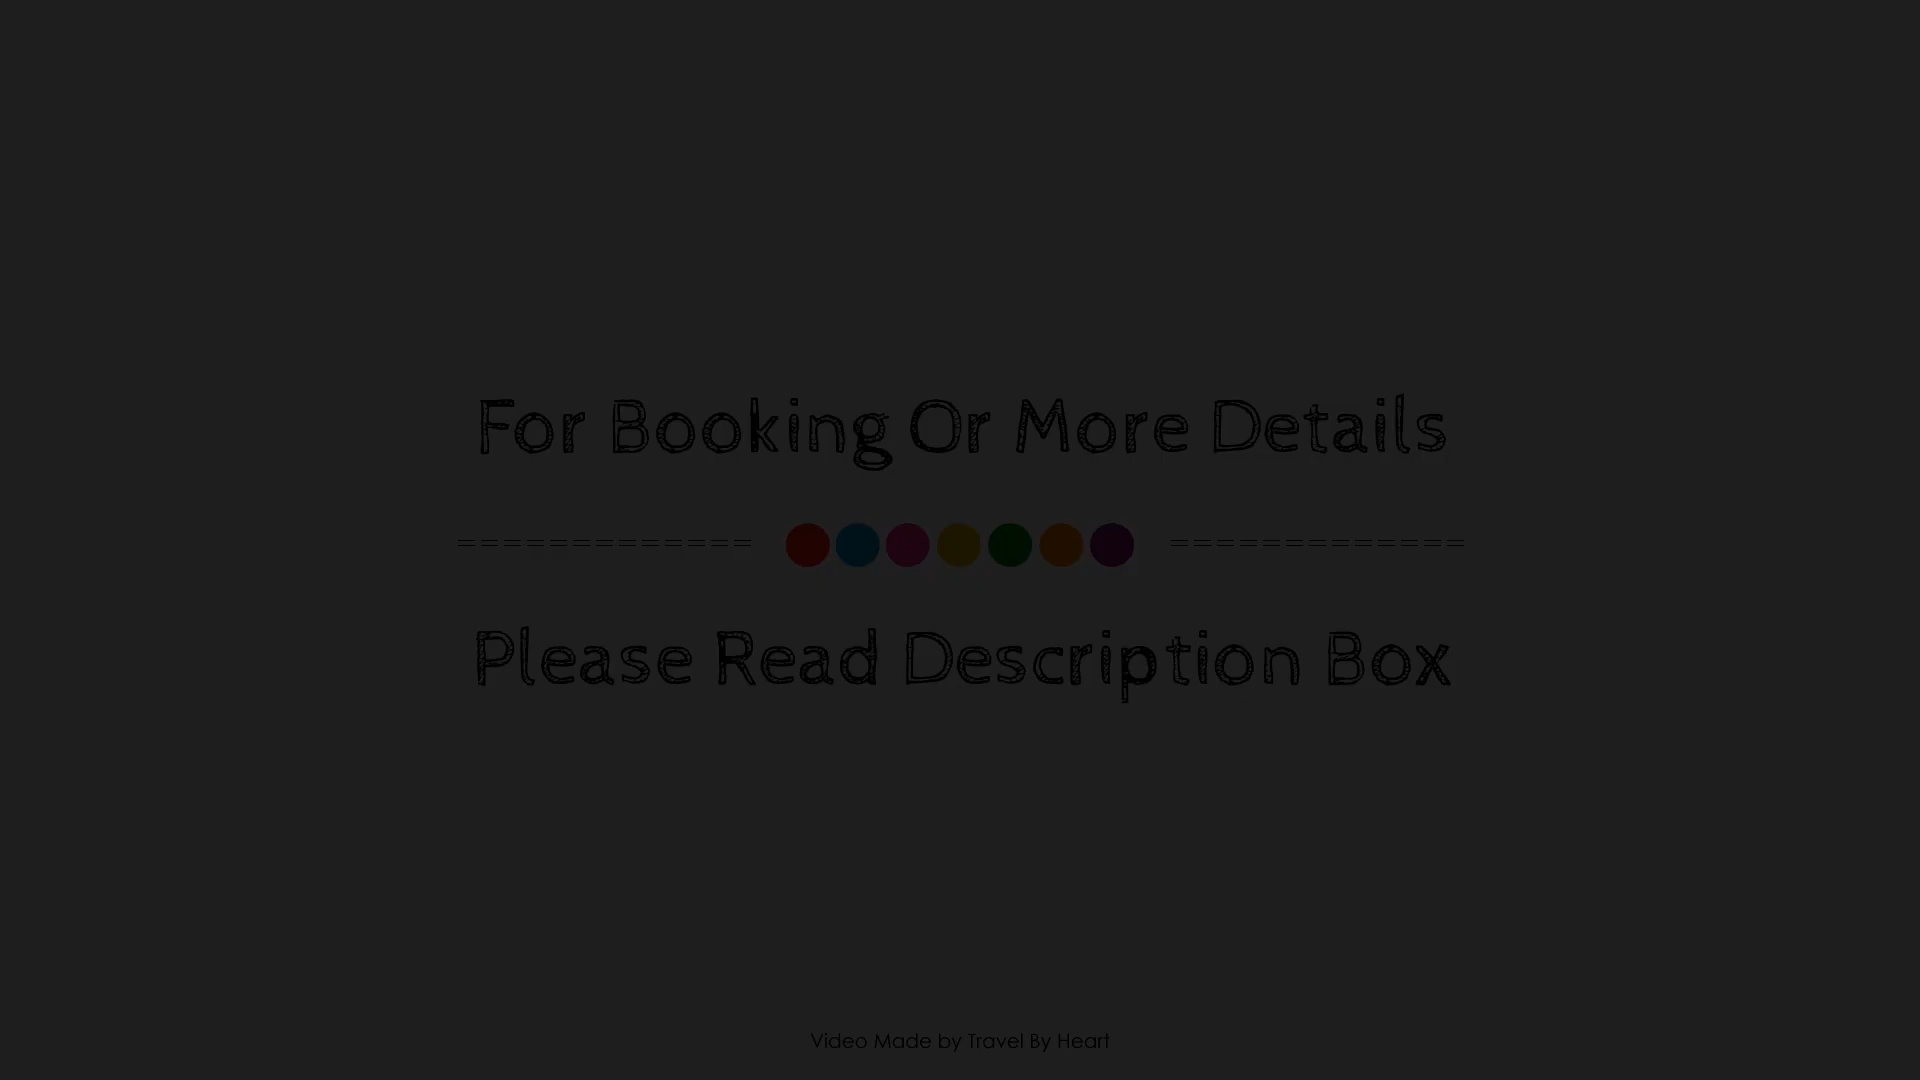 For Booking Or More Details
============= =============
Please Read Description Box
Video Made by Travel By Heart